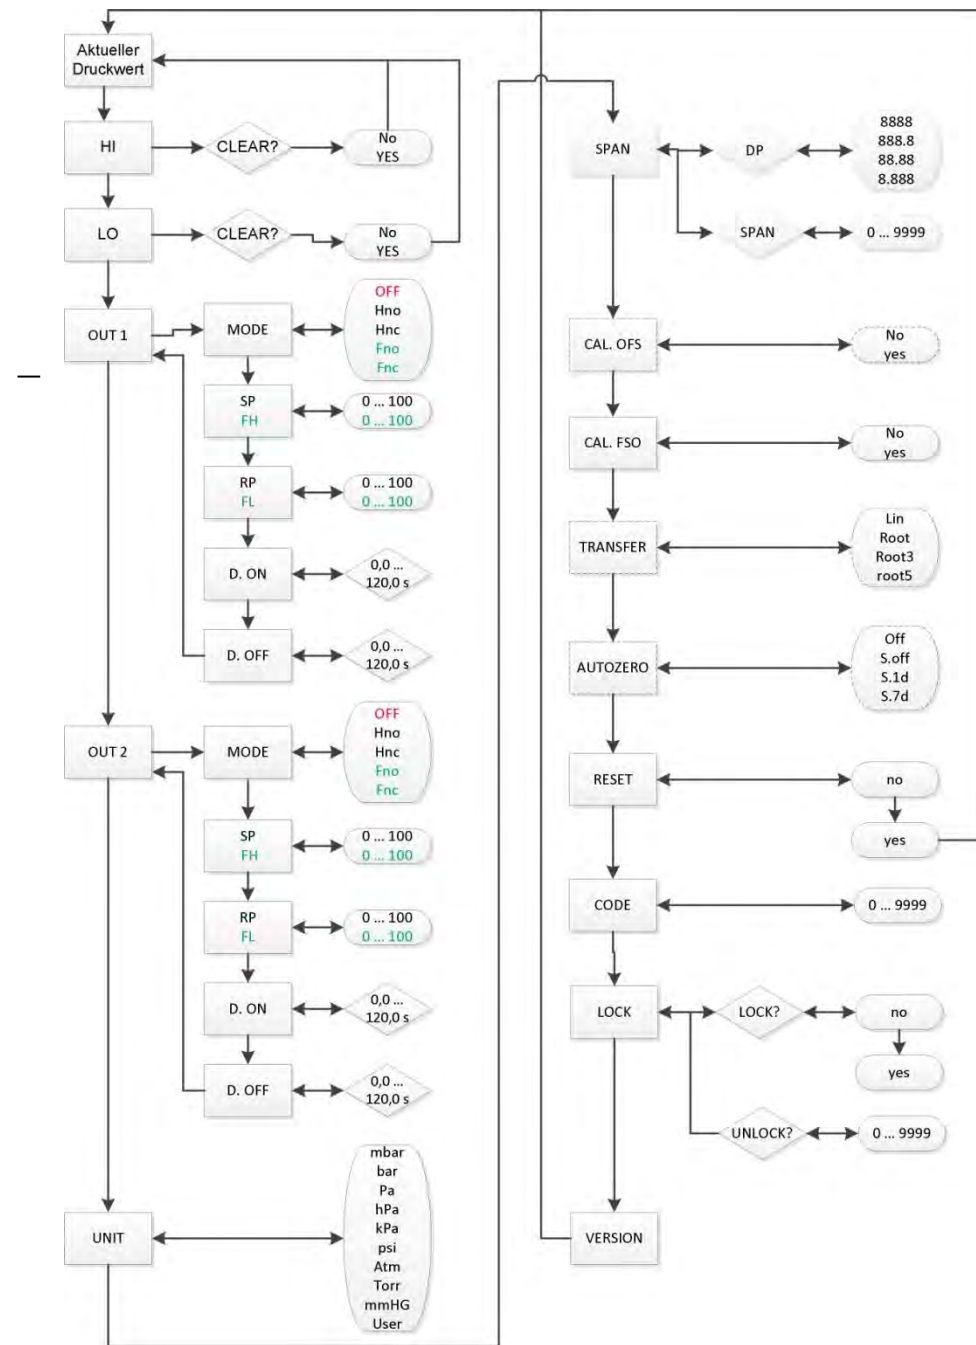 Aktueller
Druckwert
HI
CLEAR?
No
YES
LO
CLEAR?
No
YES
OUT 1
MODE
OFF
Hno
Hnc
Fno
Fnc
SP
FH
0 ... 100
0 ... 100
RP
FL
0 ... 100
0 ... 100
D. ON
0,0 ...
120,0 s
D. OFF
0,0 ...
120,0 s
OUT 2
MODE
OFF
Hno
Hnc
Fno
Fnc
SP
FH
0 ... 100
0 ... 100
RP
FL
0 ... 100
0 ... 100
D. ON
0,0 ...
120,0 s
D. OFF
0,0 ...
120,0 s
UNIT
mbar
bar
Pa
hPa
kPa
psi
Atm
Torr
mmHG
User
SPAN
DP
8888
888.8
88.88
8.888
SPAN
0 ... 9999
CAL. OFS
No
yes
CAL. FSO
No
yes
TRANSFER
Lin
Root
Root3
root5
AUTOZERO
Off
S.off
S.1d
S.7d
RESET
no
yes
CODE
0 ... 9999
LOCK
LOCK?
no
yes
UNLOCK?
0 ... 9999
VERSION